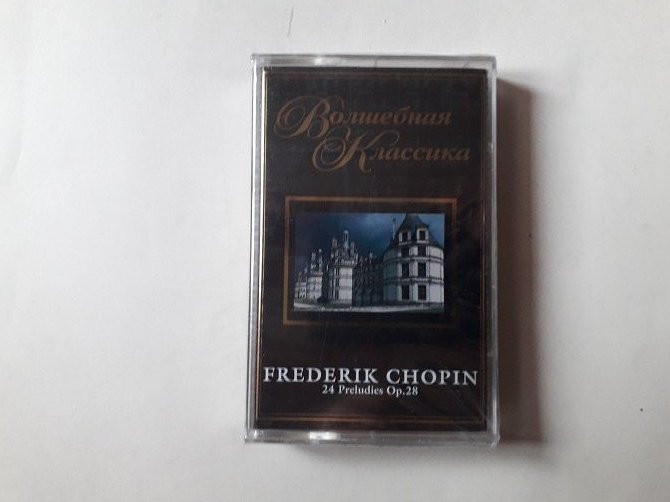 Волшебная
Классика
FREDERIK CHOPIN
24 Preludies Op.28